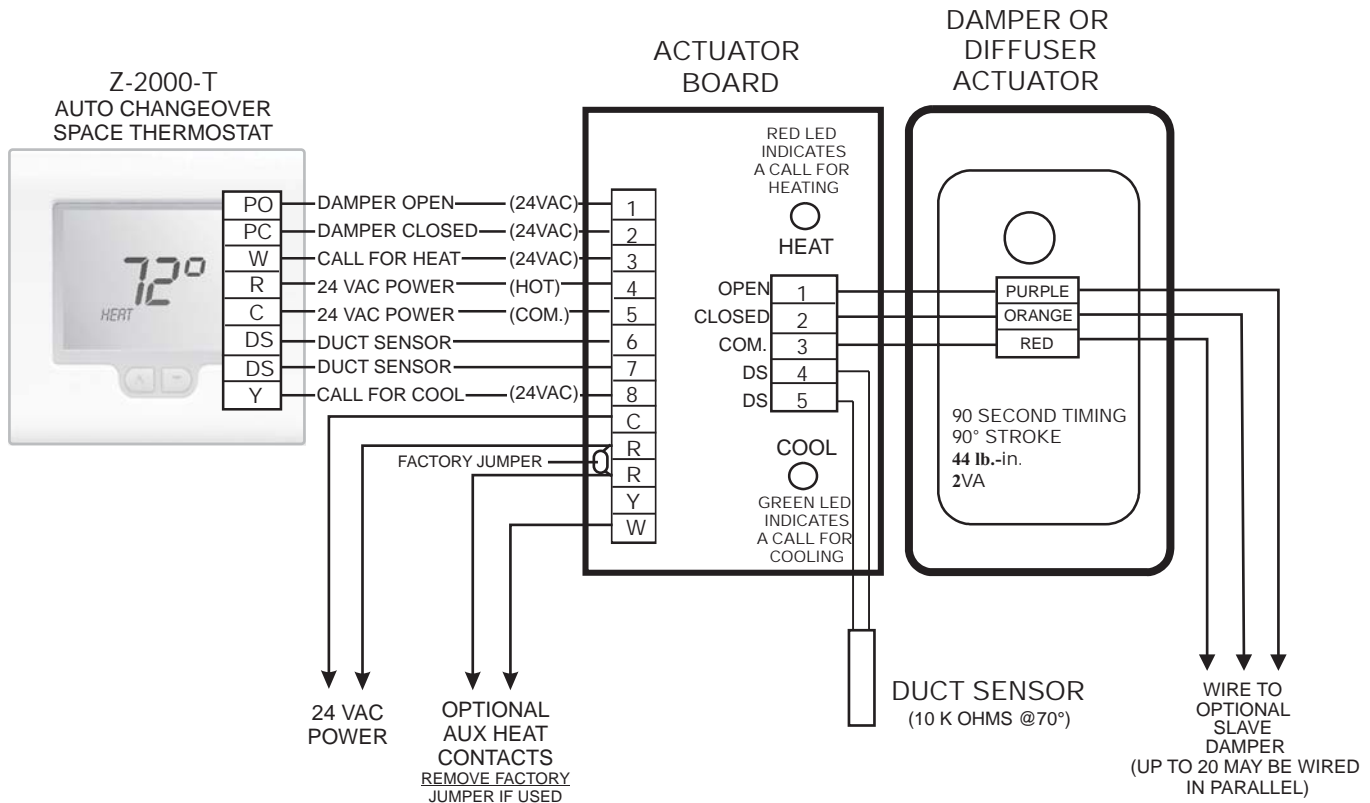 Z-2000-T
AUTO CHANGEOVER
SPACE THERMOSTAT
72°
HEAT
PO DAMPER OPEN (24VAC) 1
PC DAMPER CLOSED (24VAC) 2
W CALL FOR HEAT (24VAC) 3
R 24 VAC POWER (HOT) 4
C 24 VAC POWER (COM.) 5
DS DUCT SENSOR 6
DS DUCT SENSOR 7
Y CALL FOR COOL (24VAC) 8
C
R
FACTORY JUMPER
R
Y
W
ACTUATOR
BOARD
RED LED
INDICATES
A CALL FOR
HEATING
HEAT
OPEN 1
CLOSED 2
COM. 3
DS 4
DS 5
COOL
GREEN LED
INDICATES
A CALL FOR
COOLING
DAMPER OR
DIFFUSER
ACTUATOR
PURPLE
ORANGE
RED
90 SECOND TIMING
90° STROKE
44 lb.-in.
2VA
24 VAC
POWER
OPTIONAL
AUX HEAT
CONTACTS
REMOVE FACTORY
JUMPER IF USED
DUCT SENSOR
(10 K OHMS @70°)
WIRE TO
OPTIONAL
SLAVE
DAMPER
(UP TO 20 MAY BE WIRED
IN PARALLEL)